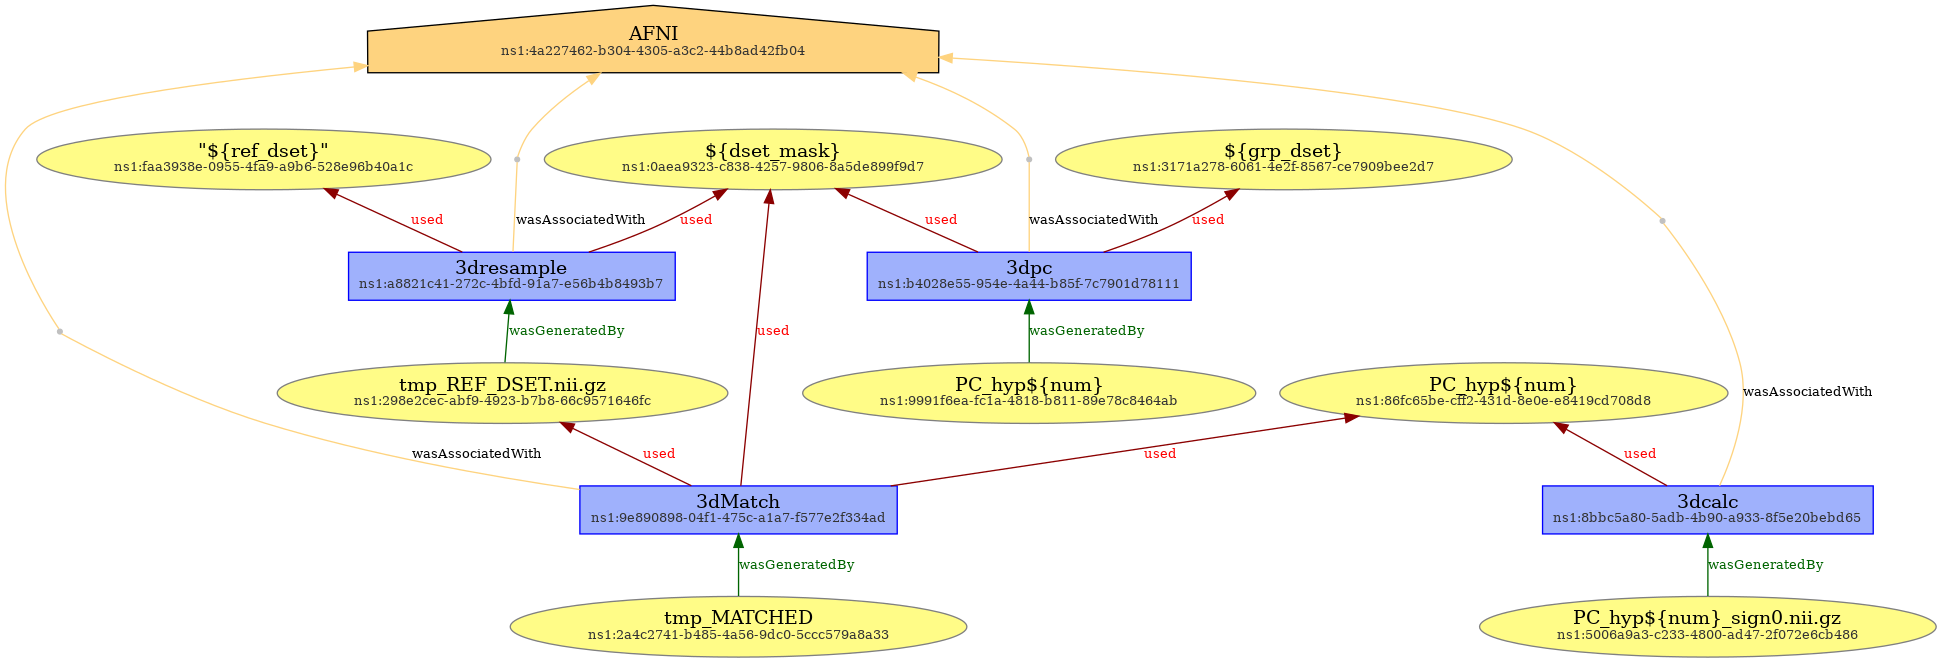 AFNI
ns1:4a227462-b304-4305-a3c2-44b8ad42fb04
"${ref_dset}"
ns1:faa3938e-0955-4fa9-a9b6-528e96b40a1c
${dset_mask}
ns1:0aea9323-c838-4257-9806-8a5de899f9d7
${grp_dset}
ns1:3171a278-6061-4e2f-8567-ce7909bee2d7
used
wasAssociatedWith
used
used
wasAssociatedWith
used
3dresample
ns1:a8821c41-272c-4bfd-91a7-e56b4b8493b7
3dpc
ns1:b4028e55-954e-4a44-b85f-7c7901d78111
wasGeneratedBy
used
wasGeneratedBy
tmp_REF_DSET.nii.gz
ns1:298e2cec-abf9-4923-b7b8-66c9571646fc
PC_hyp${num}
ns1:9991f6ea-fc1a-4818-b811-89e78c8464ab
PC_hyp${num}
ns1:86fc65be-cff2-431d-8e0e-e8419cd708d8
wasAssociatedWith
wasAssociatedWith
used
used
used
3dMatch
ns1:9e890898-04f1-475c-a1a7-f577e2f334ad
3dcalc
ns1:8bbc5a80-5adb-4b90-a933-8f5e20bebd65
wasGeneratedBy
wasGeneratedBy
tmp_MATCHED
ns1:2a4c2741-b485-4a56-9dc0-5ccc579a8a33
PC_hyp${num}_sign0.nii.gz
ns1:5006a9a3-c233-4800-ad47-2f072e6cb486